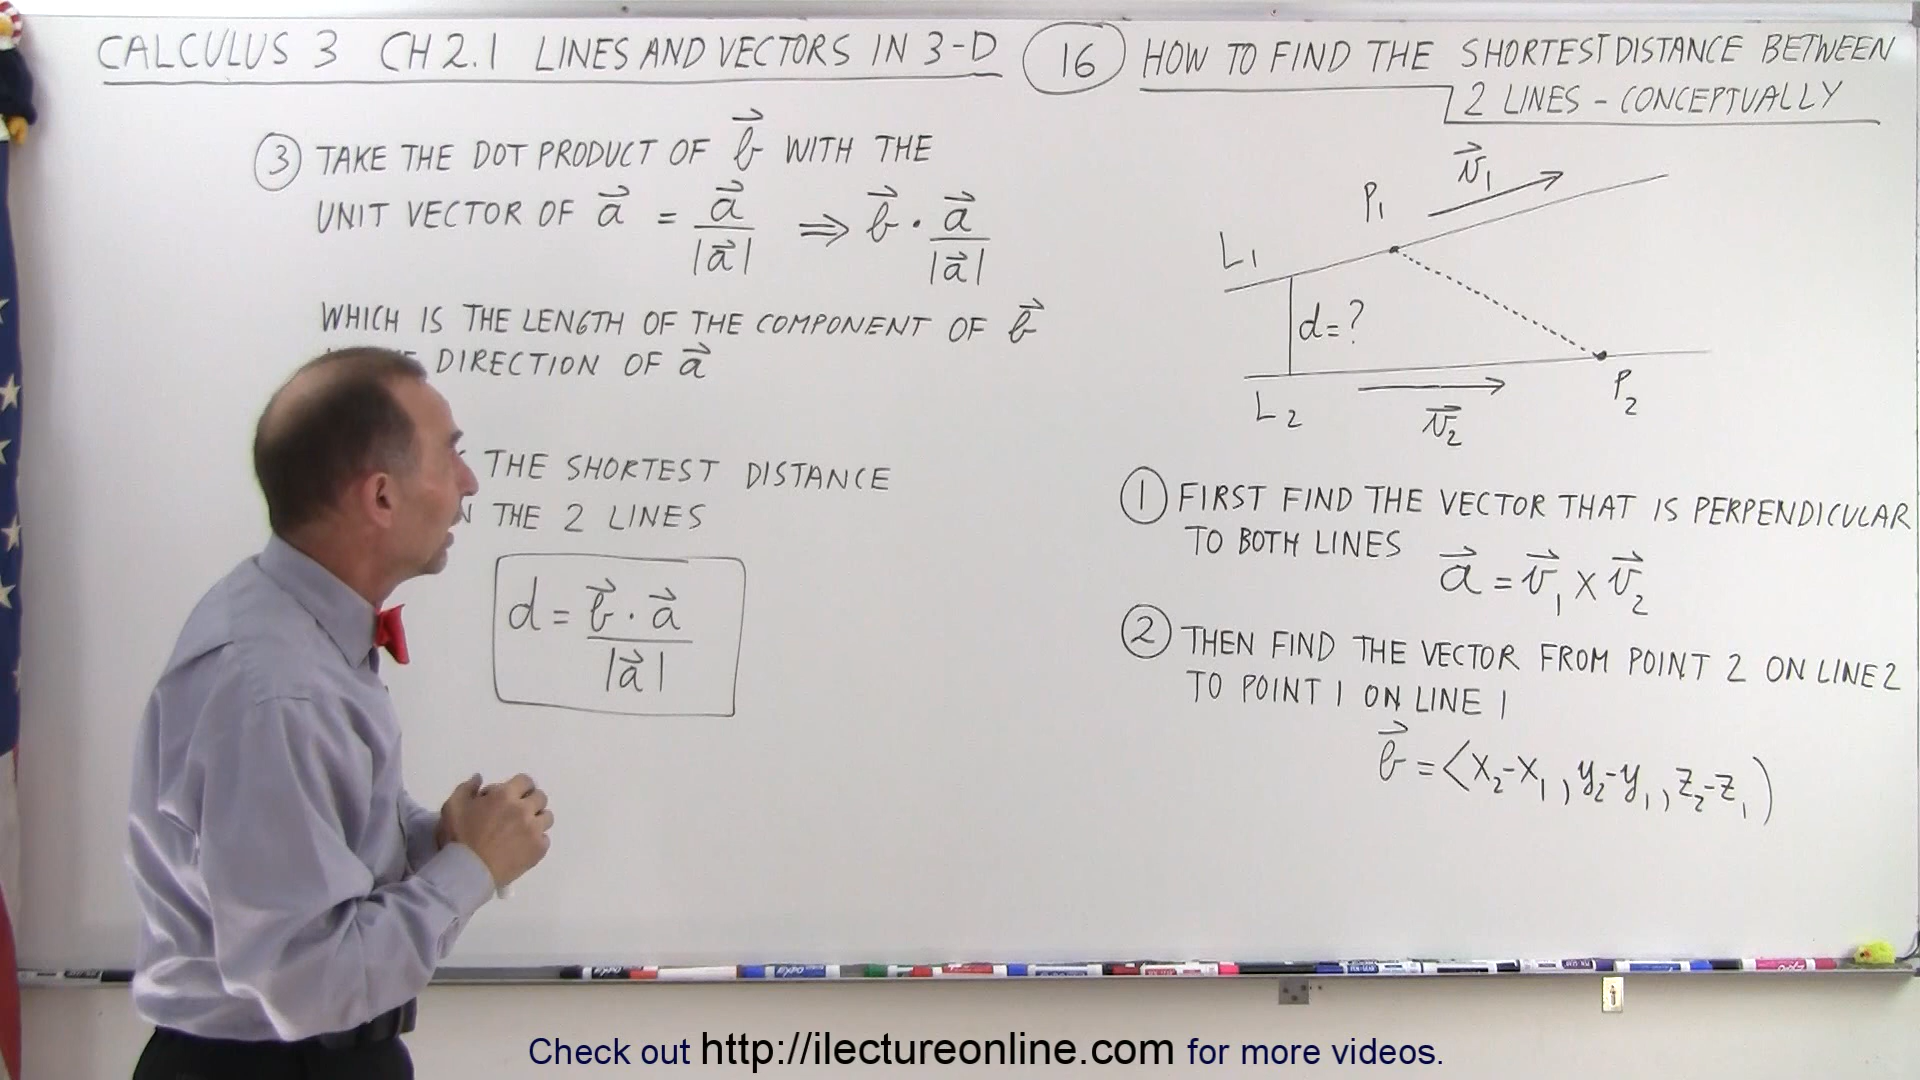 CALCULUS 3 CH 2.1 LINES AND VECTORS IN 3-D
16 HOW TO FIND THE SHORTEST DISTANCE BETWEEN
2 LINES - CONCEPTUALLY
3 TAKE THE DOT PRODUCT OF b⃗ WITH THE
UNIT VECTOR OF a⃗ = a⃗/|a⃗| ⇒ b⃗ · a⃗/|a⃗|
WHICH IS THE LENGTH OF THE COMPONENT OF b⃗
DIRECTION OF a⃗
THE SHORTEST DISTANCE
THE 2 LINES
d = b⃗ · a⃗/|a⃗|
v⃗₁
P₁
L₁
d = ?
P₂
L₂
v⃗₂
1 FIRST FIND THE VECTOR THAT IS PERPENDICULAR
TO BOTH LINES
a⃗ = v⃗₁ × v⃗₂
2 THEN FIND THE VECTOR FROM POINT 2 ON LINE 2
TO POINT 1 ON LINE 1
b⃗ = ⟨x₂-x₁, y₂-y₁, z₂-z₁)
Check out http://ilectureonline.com for more videos.